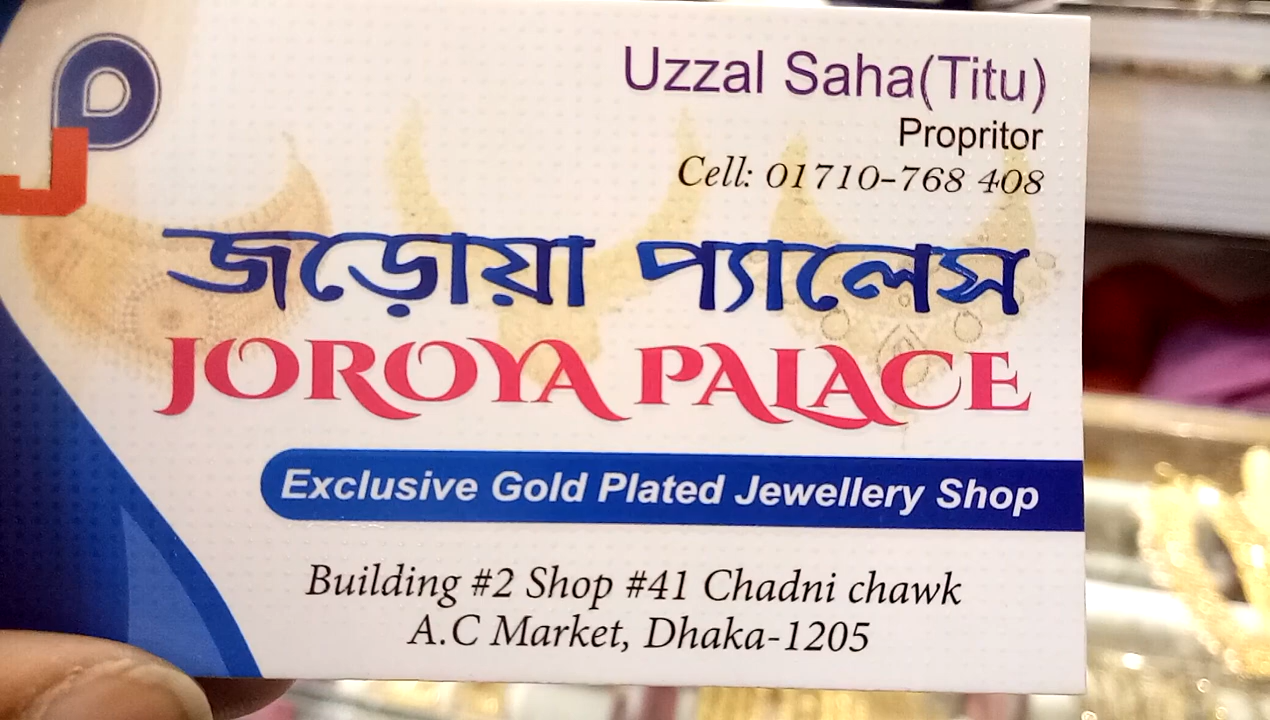 Uzzal Saha(Titu)
Propritor
Cell: 01710-768 408
জড়োয়া প্যালেস
JOROYA PALACE
Exclusive Gold Plated Jewellery Shop
Building #2 Shop #41 Chadni chawk
A.C Market, Dhaka-1205